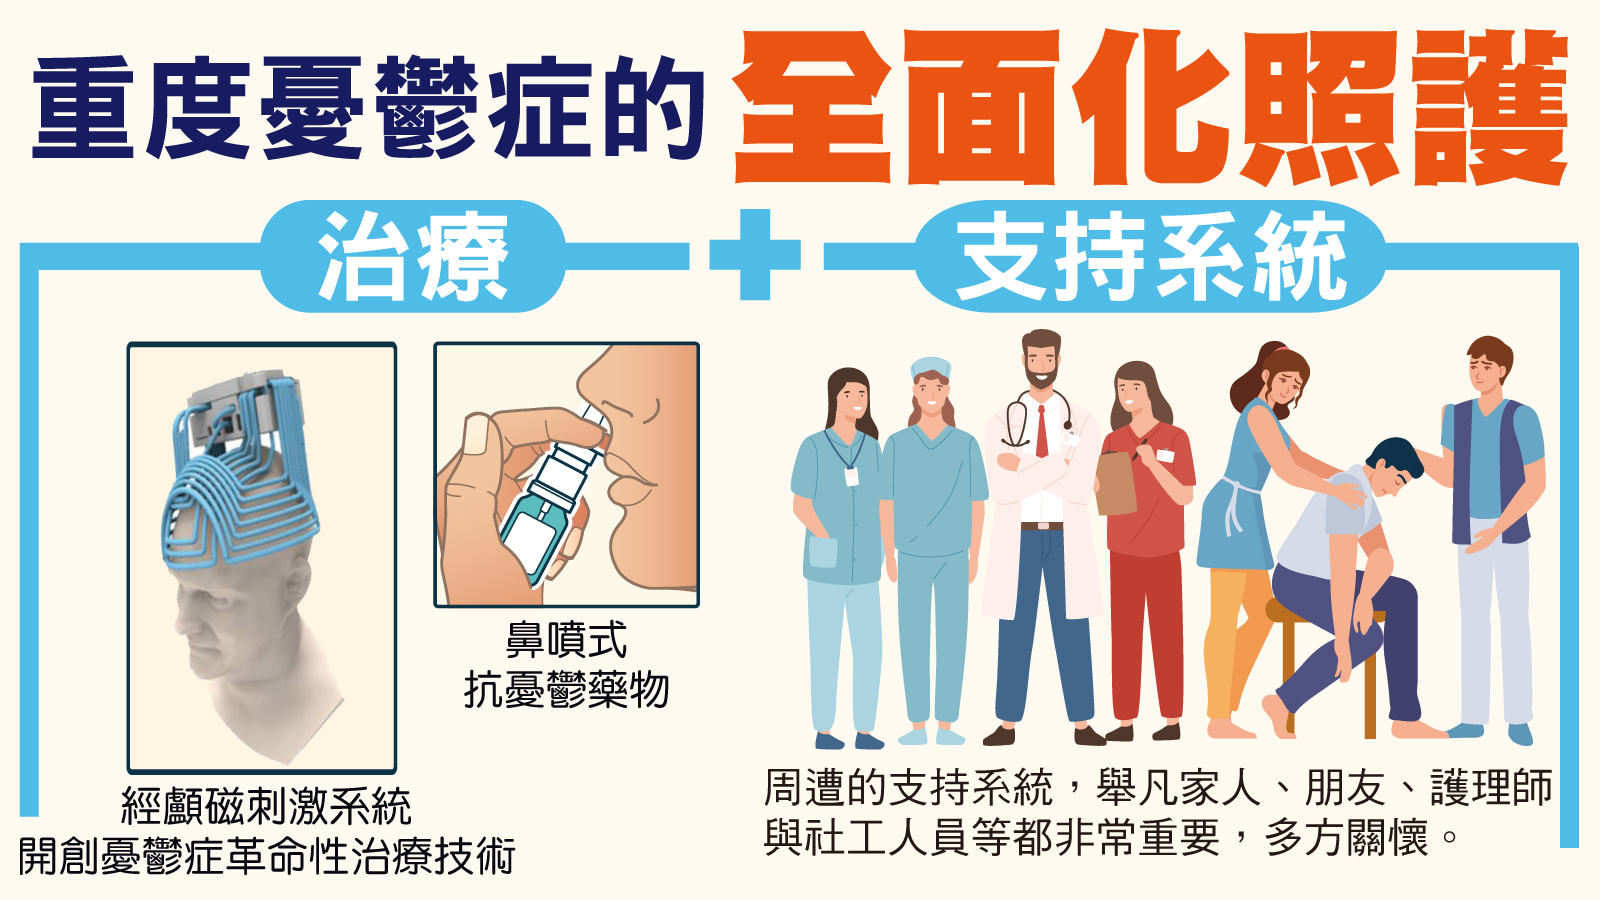 重度憂鬱症的 全面化照護
治療 + 支持系統
鼻噴式
抗憂鬱藥物
經顱磁刺激系統
開創憂鬱症革命性治療技術
周遭的支持系統，舉凡家人、朋友、護理師
與社工人員等都非常重要，多方關懷。